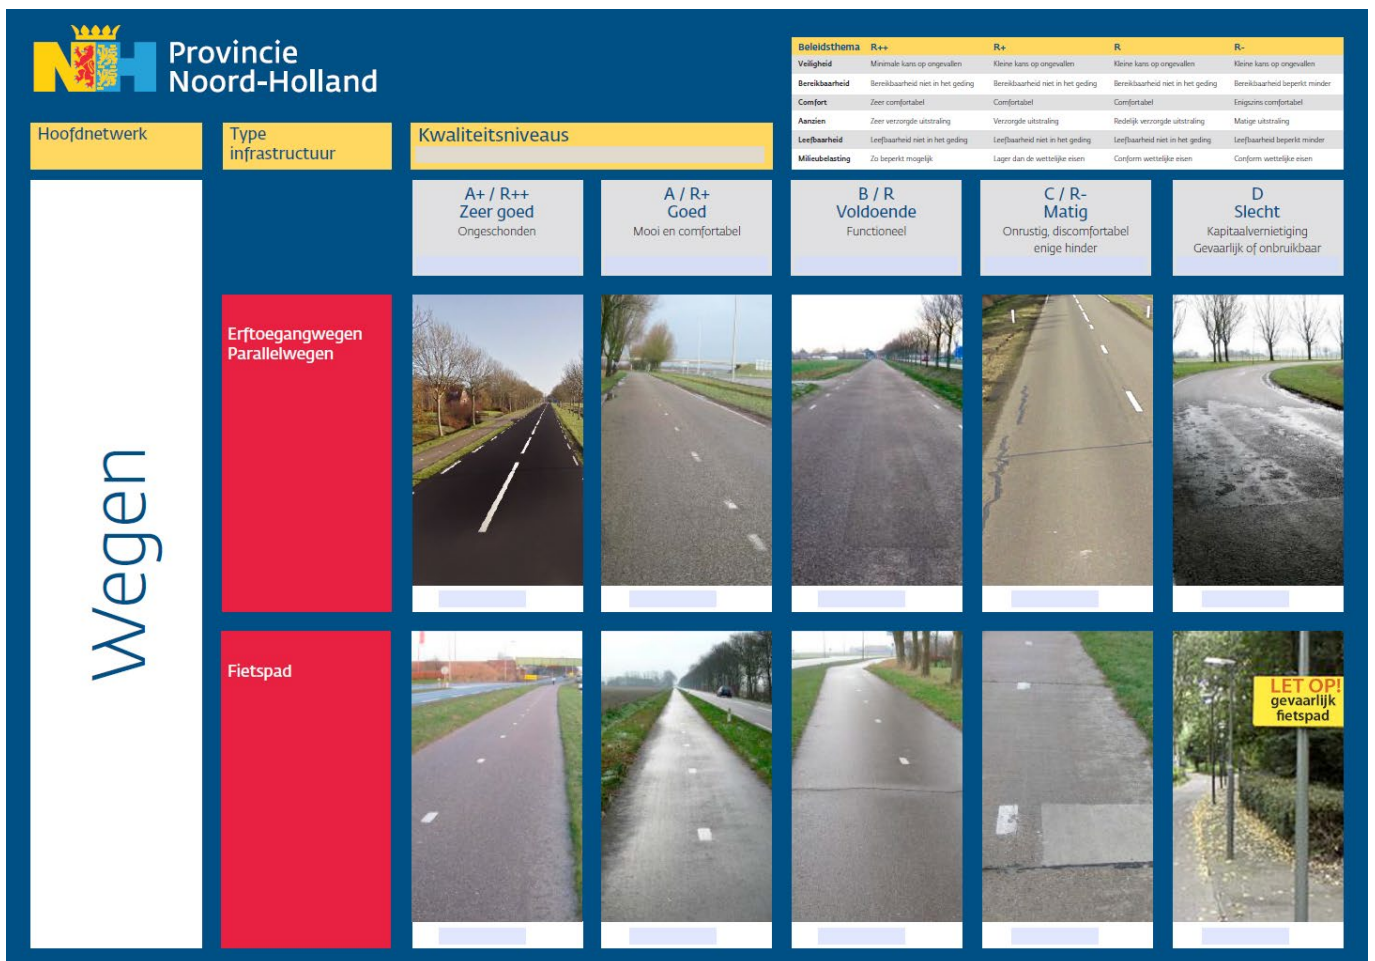 Provincie
Noord-Holland
Beleidsthema R++ R+ R R-
Veiligheid Minimale kans op ongevallen Kleine kans op ongevallen Kleine kans op ongevallen Kleine kans op ongevallen
Bereikbaarheid Bereikbaarheid niet in het geding Bereikbaarheid niet in het geding Bereikbaarheid niet in het geding Bereikbaarheid beperkt minder
Comfort Zeer comfortabel Comfortabel Comfortabel Enigszins comfortabel
Aanzien Zeer verzorgde uitstraling Verzorgde uitstraling Redelijk verzorgde uitstraling Matige uitstraling
Leefbaarheid Leefbaarheid niet in het geding Leefbaarheid niet in het geding Leefbaarheid niet in het geding Leefbaarheid beperkt minder
Milieubelasting Zo beperkt mogelijk Lager dan de wettelijke eisen Conform wettelijke eisen Conform wettelijke eisen
Hoofdnetwerk
Type
infrastructuur
Kwaliteitsniveaus
A+ / R++
Zeer goed
Ongeschonden
A / R+
Goed
Mooi en comfortabel
B / R
Voldoende
Functioneel
C / R-
Matig
Onrustig, discomfortabel
enige hinder
D
Slecht
Kapitaalvernietiging
Gevaarlijk of onbruikbaar
Wegen
Erftoegangwegen
Parallelwegen
Fietspad
LET OP!
gevaarlijk
fietspad